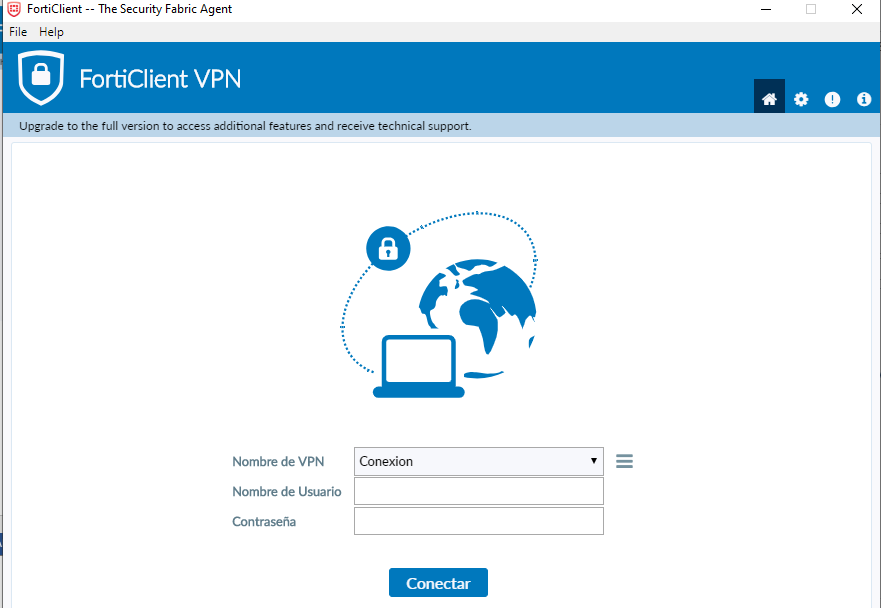 FortiClient -- The Security Fabric Agent
File Help
FortiClient VPN
Upgrade to the full version to access additional features and receive technical support.
Nombre de VPN Conexion
Nombre de Usuario
Contraseña
Conectar